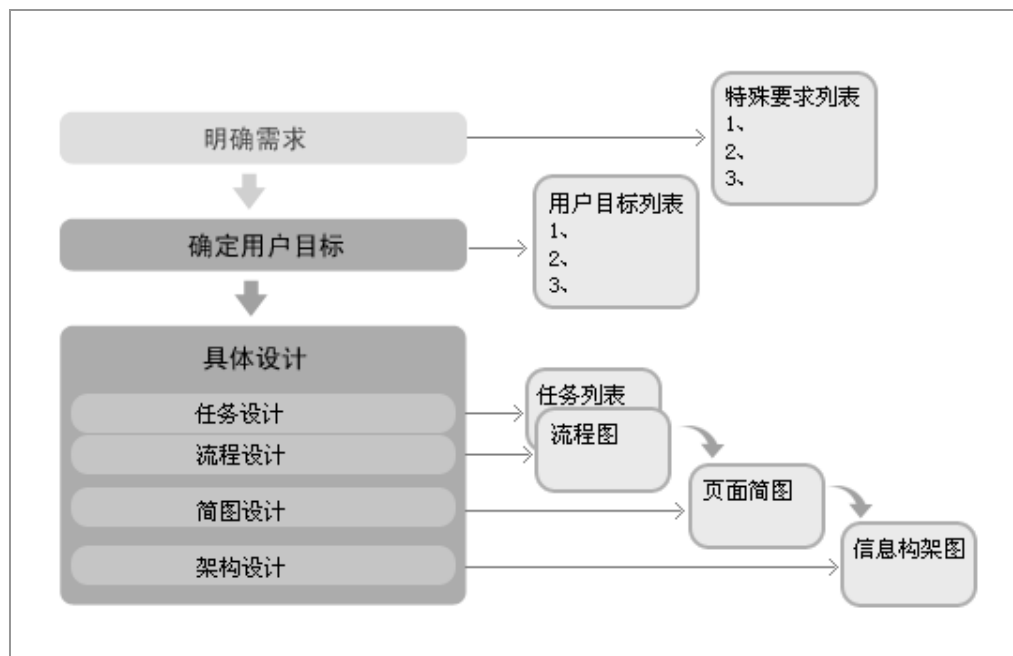 明确需求
特殊要求列表
1、
2、
3、
确定用户目标
用户目标列表
1、
2、
3、
具体设计
任务设计
任务列表
流程设计
流程图
简图设计
页面简图
架构设计
信息构架图